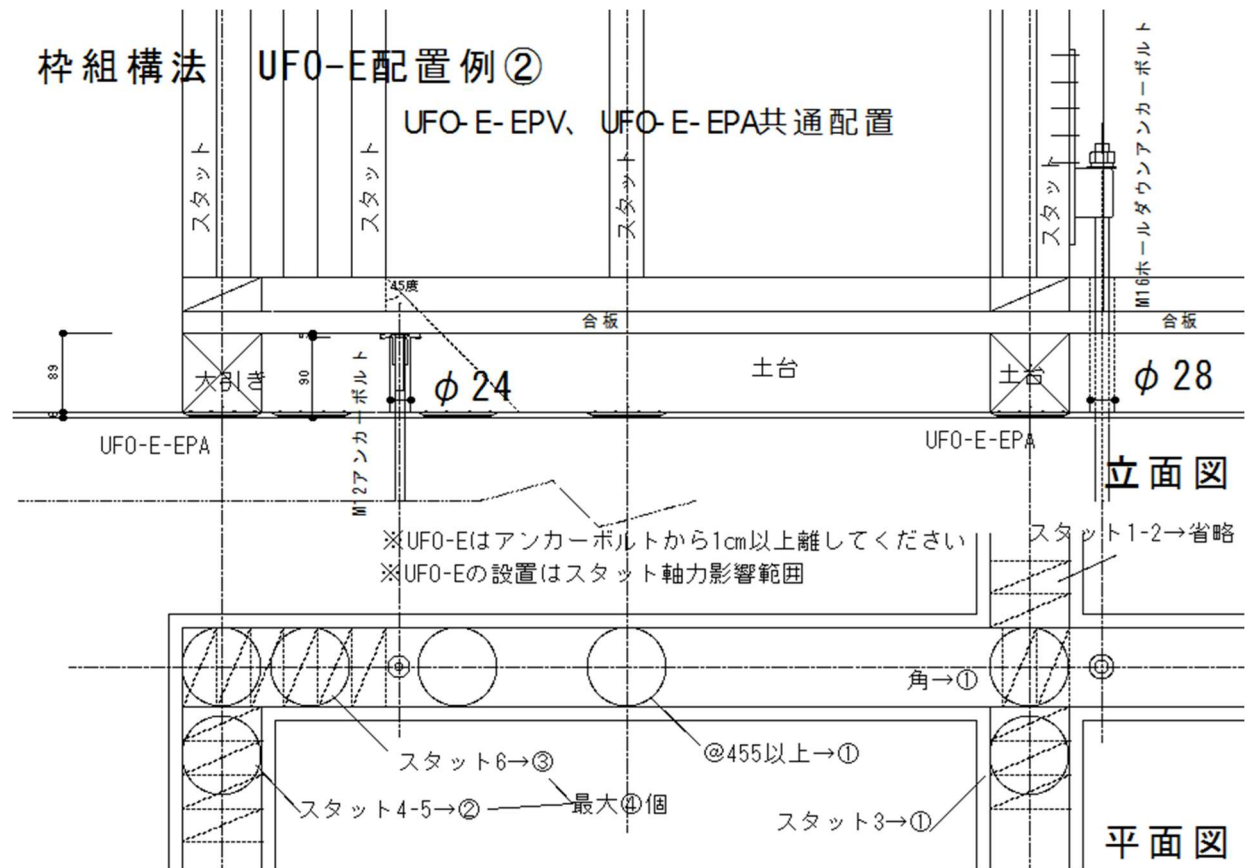 枠組構法 UFO-E配置例②
UFO-E-EPV、UFO-E-EPA共通配置
スタット
スタット
スタット
スタット
M16ホールダウンアンカーボルト
45度
合板
合板
89
90
大引き
M12アンカーボルト
φ24
土台
土台
φ28
UFO-E-EPA
UFO-E-EPA
立面図
※UFO-Eはアンカーボルトから1cm以上離してください
※UFO-Eの設置はスタット軸力影響範囲
スタット1-2→省略
角→①
スタット6→③
@455以上→①
スタット4-5→②
最大④個
スタット3→①
平面図